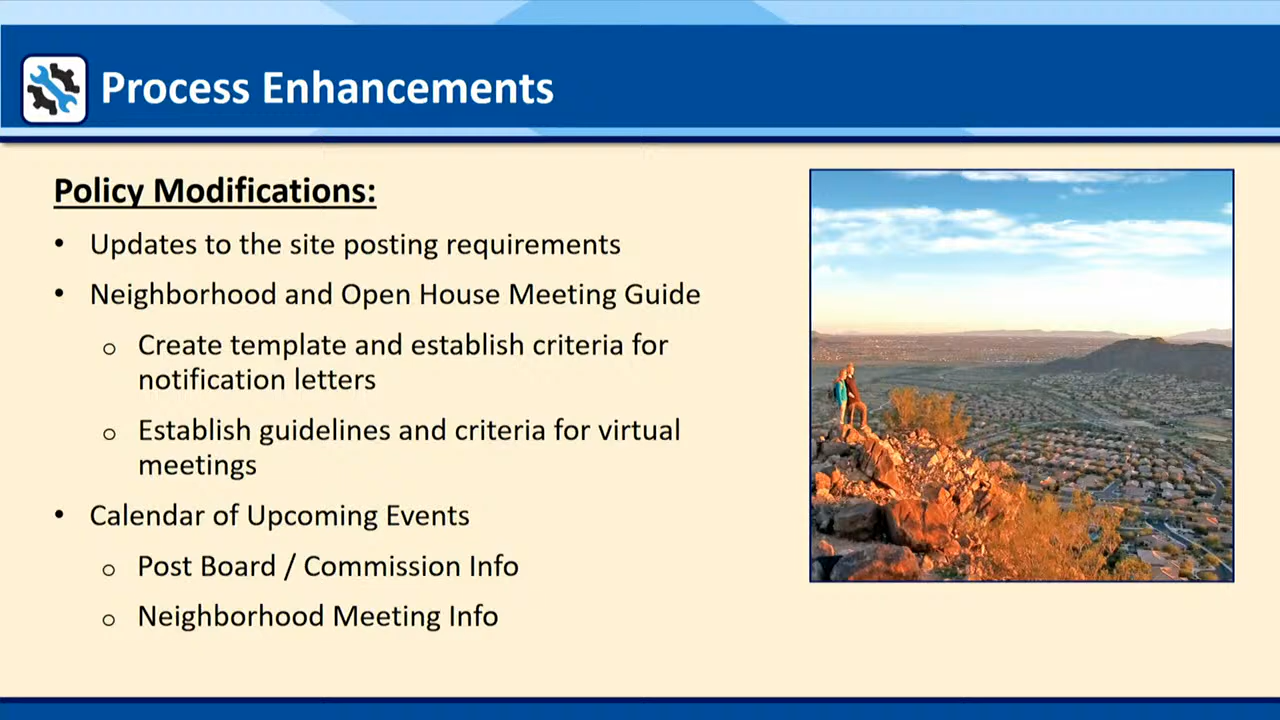 Process Enhancements
Policy Modifications:
• Updates to the site posting requirements
• Neighborhood and Open House Meeting Guide
o Create template and establish criteria for
notification letters
o Establish guidelines and criteria for virtual
meetings
• Calendar of Upcoming Events
o Post Board / Commission Info
o Neighborhood Meeting Info